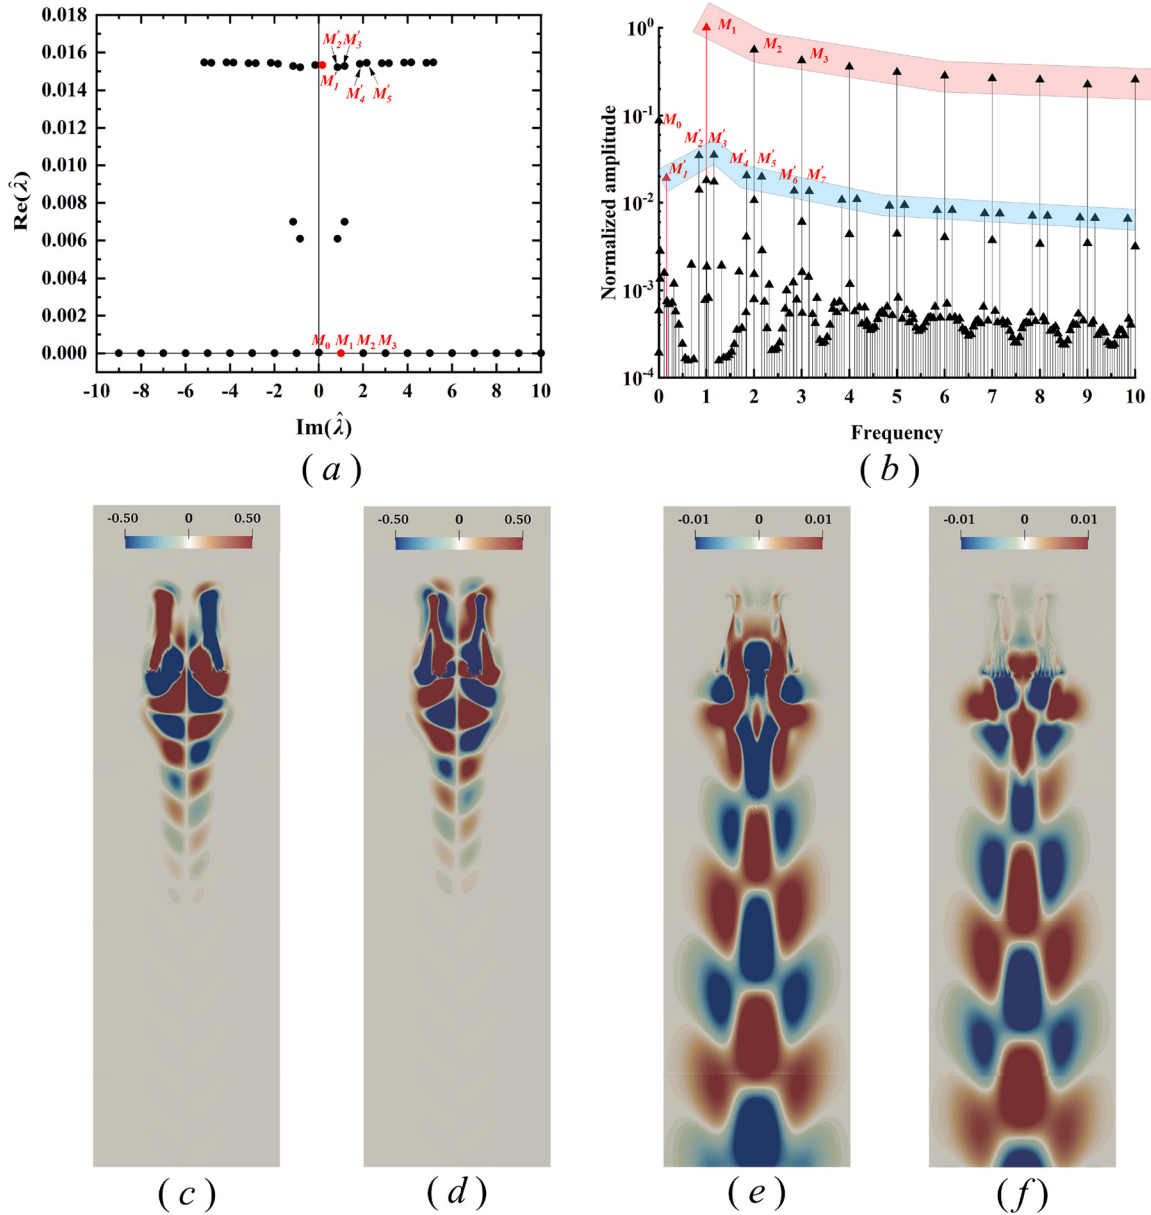 0.018
0.016
0.014
0.012
0.010
0.008
0.006
0.004
0.002
0.000
Re(λ̂)
M′2 M′3
M′1
M′4 M′5
M0 M1 M2 M3
-10 -8 -6 -4 -2 0 2 4 6 8 10
Im(λ̂)
(a)
10^0
10^-1
10^-2
10^-3
10^-4
Normalized amplitude
M1
M2
M3
M0
M′2 M′3
M′1
M′4 M′5
M′6 M′7
0 1 2 3 4 5 6 7 8 9 10
Frequency
(b)
-0.50 0 0.50
(c)
-0.50 0 0.50
(d)
-0.01 0 0.01
(e)
-0.01 0 0.01
(f)